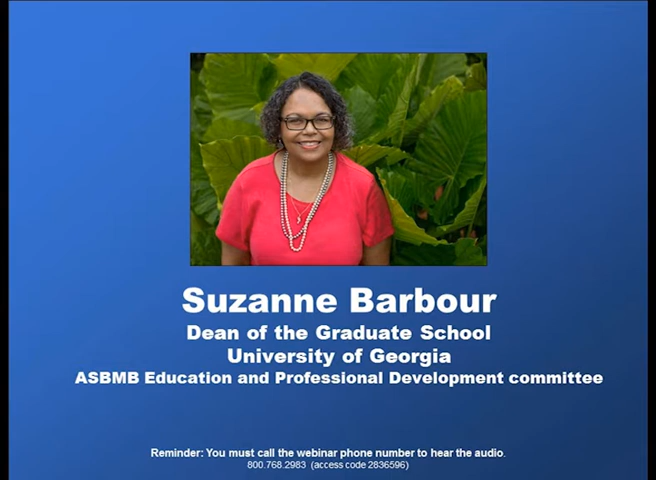 Suzanne Barbour
Dean of the Graduate School
University of Georgia
ASBMB Education and Professional Development committee
Reminder: You must call the webinar phone number to hear the audio.
800.768.2983 (access code 2836596)